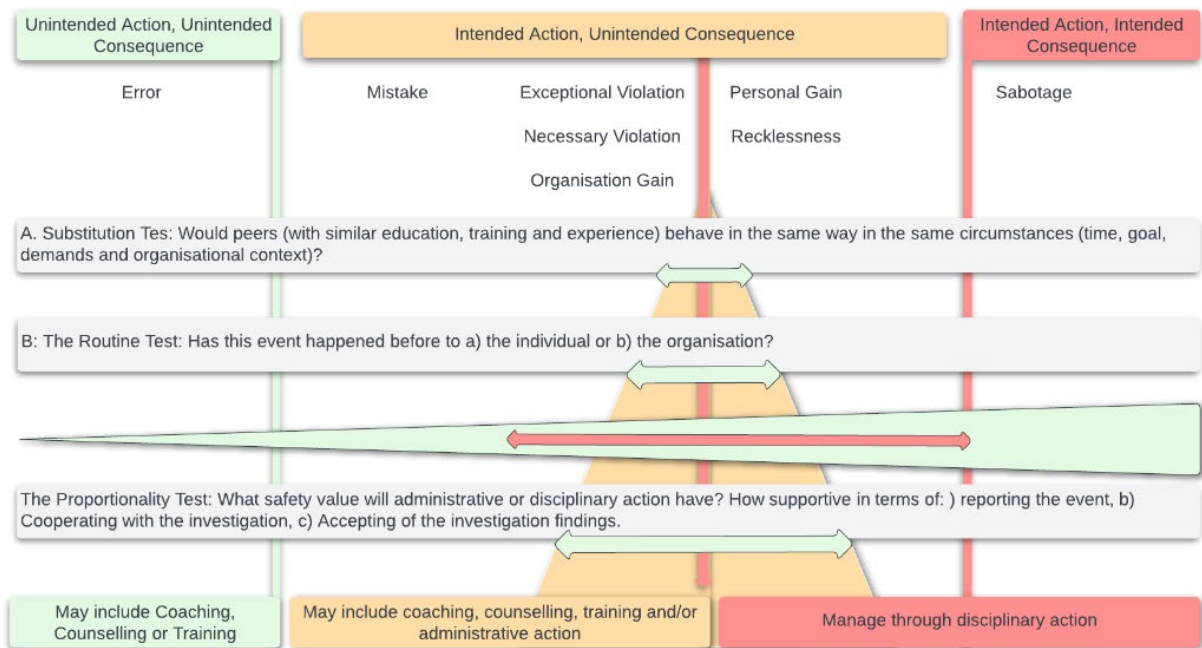 Unintended Action, Unintended
Consequence
Intended Action, Unintended Consequence
Intended Action, Intended
Consequence
Error
Mistake
Exceptional Violation
Personal Gain
Sabotage
Necessary Violation
Recklessness
Organisation Gain
A. Substitution Tes: Would peers (with similar education, training and experience) behave in the same way in the same circumstances (time, goal,
demands and organisational context)?
B: The Routine Test: Has this event happened before to a) the individual or b) the organisation?
The Proportionality Test: What safety value will administrative or disciplinary action have? How supportive in terms of: ) reporting the event, b)
Cooperating with the investigation, c) Accepting of the investigation findings.
May include Coaching,
Counselling or Training
May include coaching, counselling, training and/or
administrative action
Manage through disciplinary action